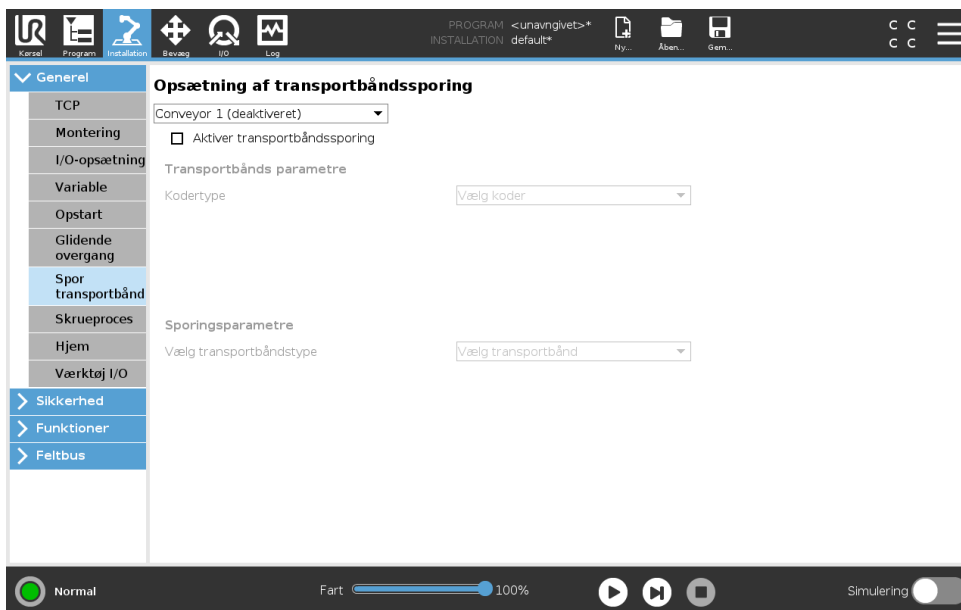 UR
PROGRAM <unavngivet>*
INSTALLATION default*
C C
C C
Kørsel Program Installation Bevæg I/O Log Ny... Åben... Gem...
Generel
TCP
Montering
I/O-opsætning
Variable
Opstart
Glidende
overgang
Spor
transportbånd
Skrueproces
Hjem
Værktøj I/O
Sikkerhed
Funktioner
Feltbus
Opsætning af transportbåndssporing
Conveyor 1 (deaktiveret)
Aktiver transportbåndssporing
Transportbånds parametre
Kodertype Vælg koder
Sporingsparametre
Vælg transportbåndstype Vælg transportbånd
Normal Fart 100% Simulering